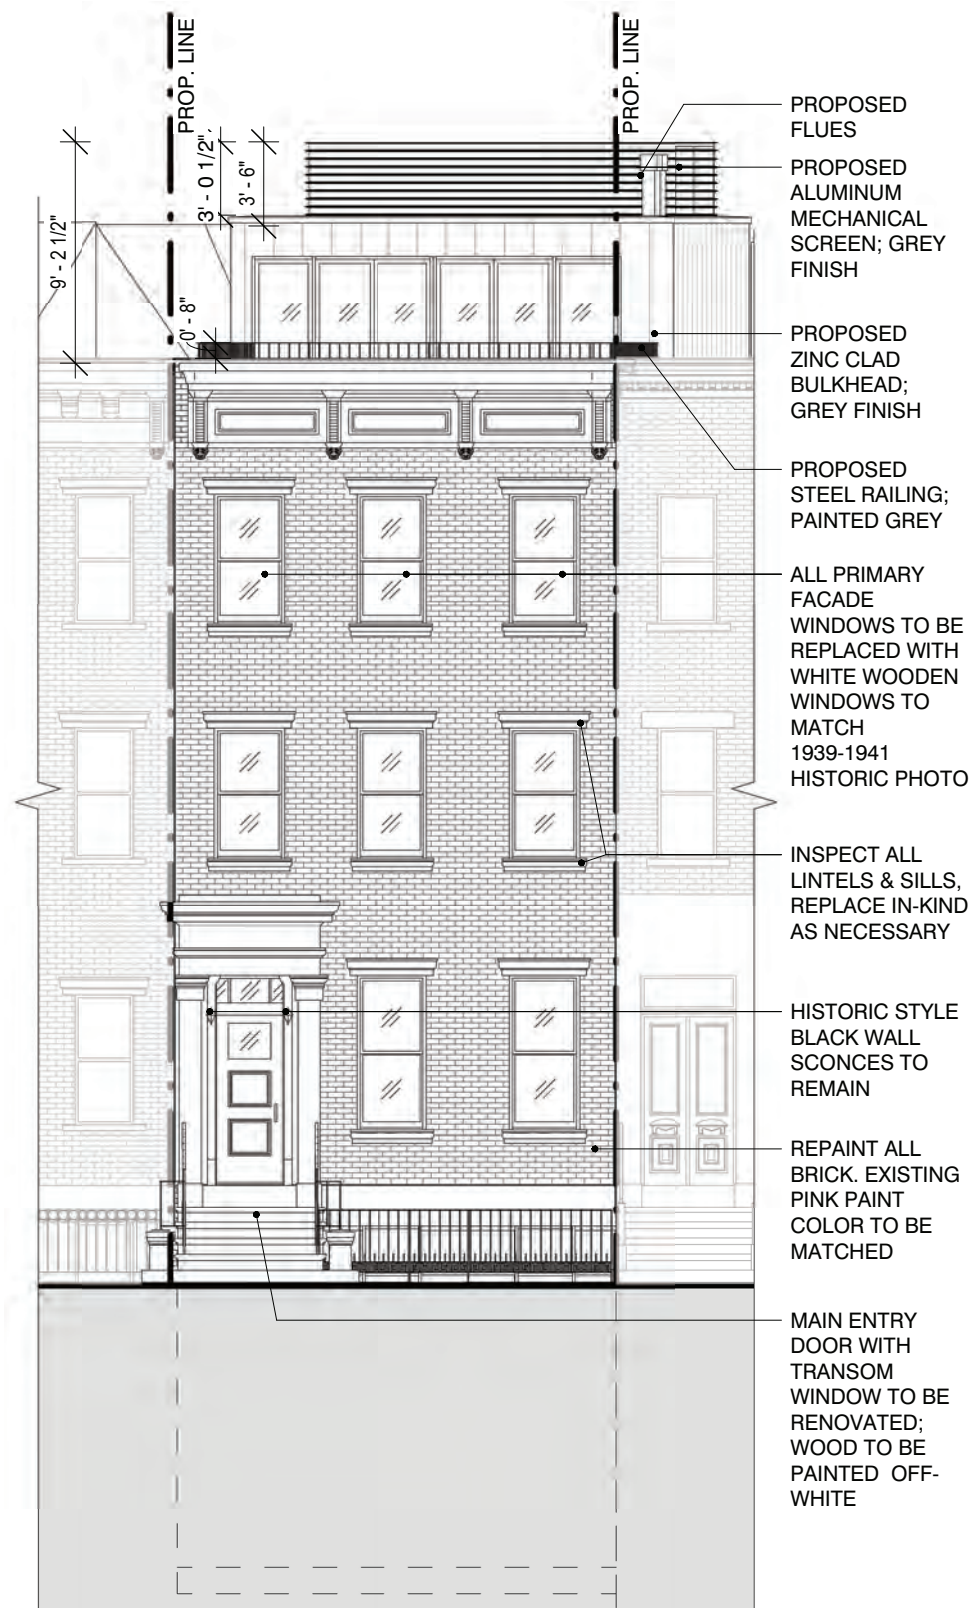 PROP. LINE
PROP. LINE
9' - 2 1/2"
3' - 0 1/2"
3' - 6"
0' - 8"
PROPOSED
FLUES
PROPOSED
ALUMINUM
MECHANICAL
SCREEN; GREY
FINISH
PROPOSED
ZINC CLAD
BULKHEAD;
GREY FINISH
PROPOSED
STEEL RAILING;
PAINTED GREY
ALL PRIMARY
FACADE
WINDOWS TO BE
REPLACED WITH
WHITE WOODEN
WINDOWS TO
MATCH
1939-1941
HISTORIC PHOTO
INSPECT ALL
LINTELS & SILLS,
REPLACE IN-KIND
AS NECESSARY
HISTORIC STYLE
BLACK WALL
SCONCES TO
REMAIN
REPAINT ALL
BRICK. EXISTING
PINK PAINT
COLOR TO BE
MATCHED
MAIN ENTRY
DOOR WITH
TRANSOM
WINDOW TO BE
RENOVATED;
WOOD TO BE
PAINTED OFF-
WHITE